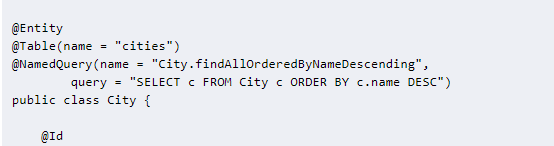 @Entity
@Table(name = "cities")
@NamedQuery(name = "City.findAllOrderedByNameDescending",
        query = "SELECT c FROM City c ORDER BY c.name DESC")
public class City {
    @Id